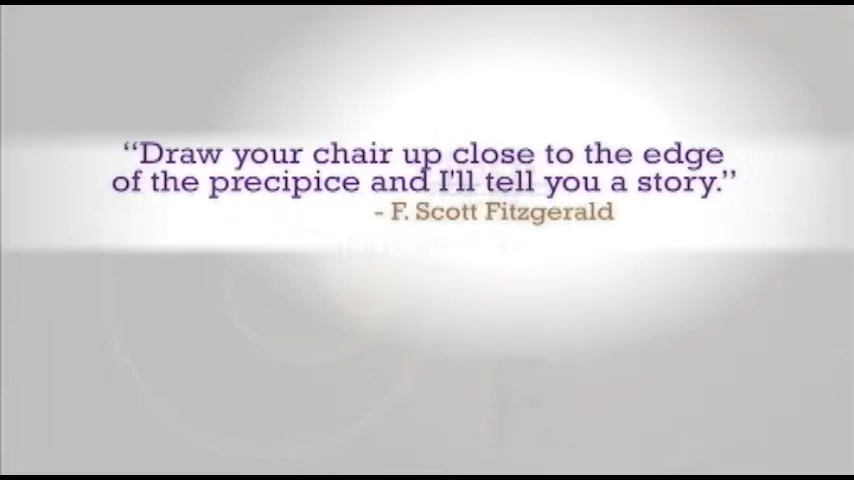 “Draw your chair up close to the edge
of the precipice and I'll tell you a story.”
- F. Scott Fitzgerald